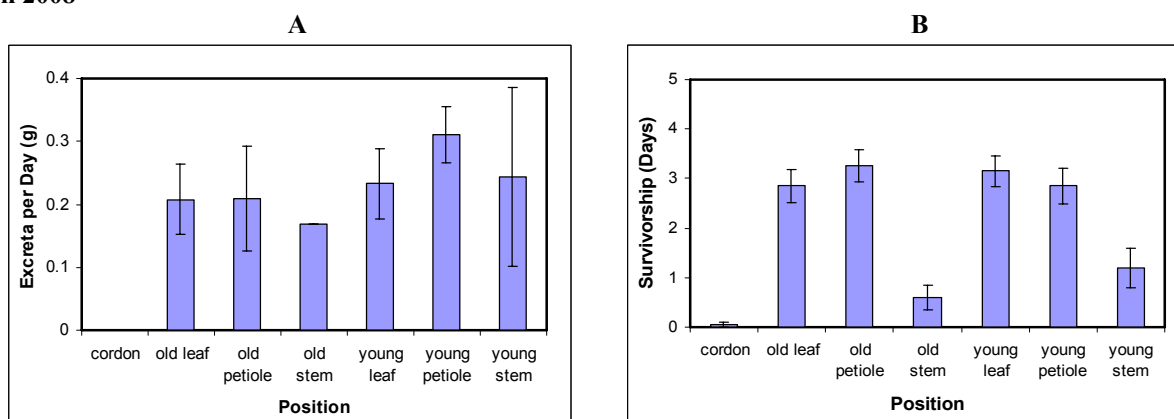 2008
A
B
0.4
0.3
0.2
0.1
0
Excreta per Day (g)
cordon old leaf old petiole old stem young leaf young petiole young stem
Position
5
4
3
2
1
0
Survivorship (Days)
cordon old leaf old petiole old stem young leaf young petiole young stem
Position